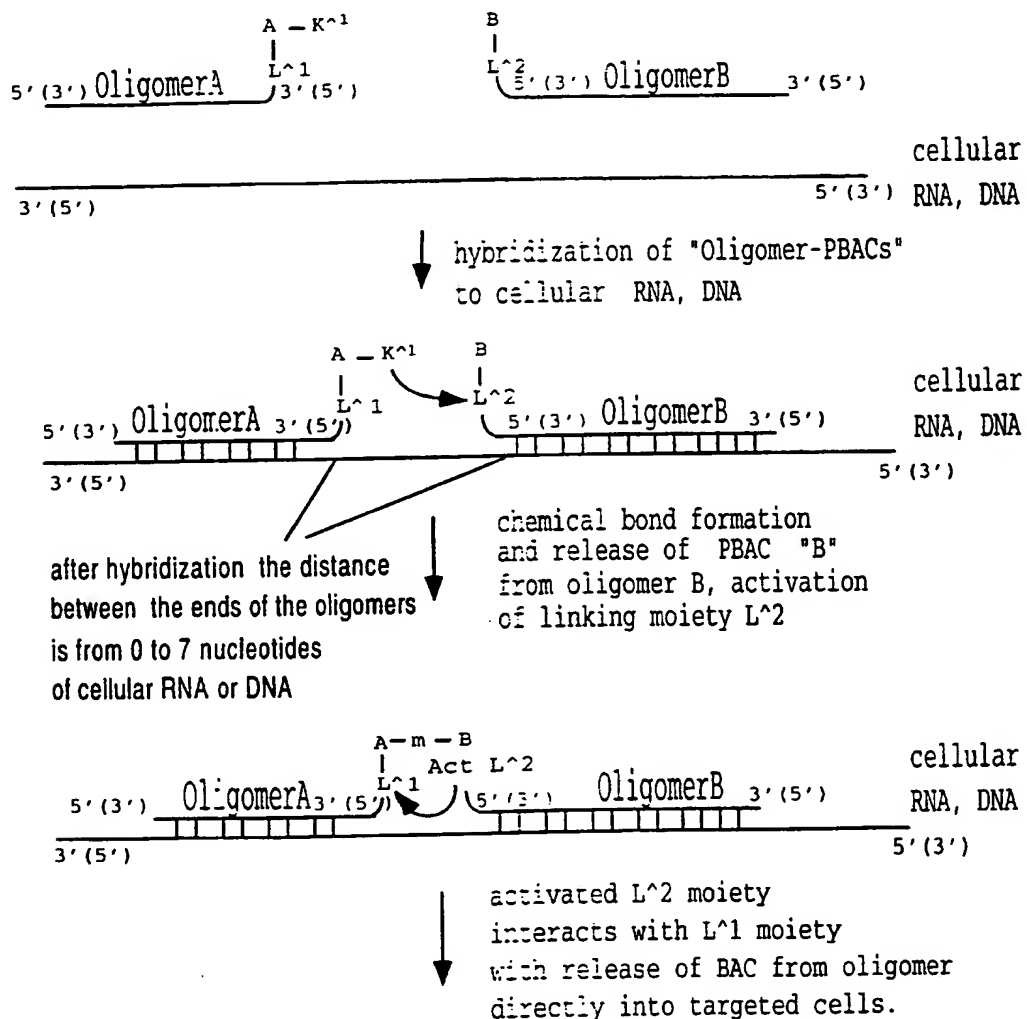 A — K^1
B
L^1
L^2
5'(3') OligomerA 3'(5')
5'(3') OligomerB 3'(5')
cellular
RNA, DNA
3'(5')
5'(3')
hybridization of "Oligomer-PBACs"
to cellular RNA, DNA
A — K^1
B
L^1
L^2
5'(3') OligomerA 3'(5')
5'(3') OligomerB 3'(5')
cellular
RNA, DNA
3'(5')
5'(3')
chemical bond formation
and release of PBAC "B"
from oligomer B, activation
of linking moiety L^2
after hybridization the distance
between the ends of the oligomers
is from 0 to 7 nucleotides
of cellular RNA or DNA
A—m—B
L^1
Act L^2
5'(3') OligomerA 3'(5')
5'(3') OligomerB 3'(5')
cellular
RNA, DNA
3'(5')
5'(3')
activated L^2 moiety
interacts with L^1 moiety
with release of BAC from oligomer
directly into targeted cells.